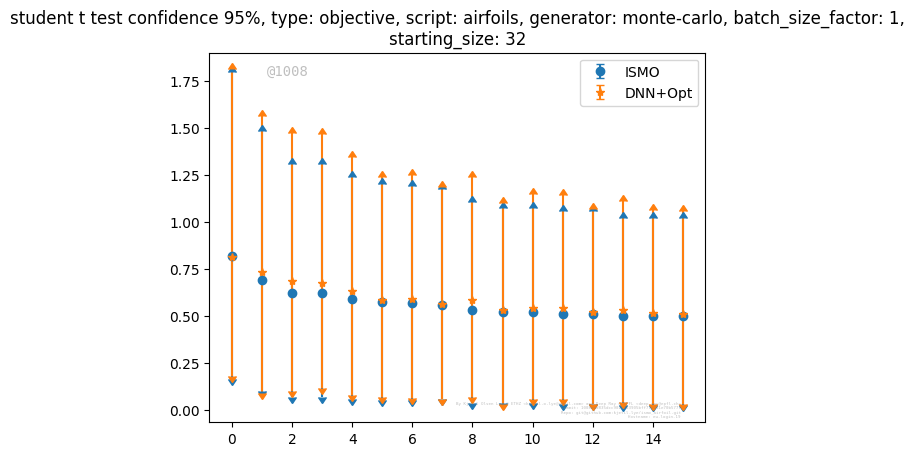 student t test confidence 95%, type: objective, script: airfoils, generator: monte-carlo, batch_size_factor: 1,
starting_size: 32
@1008
ISMO
DNN+Opt
1.75
1.50
1.25
1.00
0.75
0.50
0.25
0.00
0 2 4 6 8 10 12 14